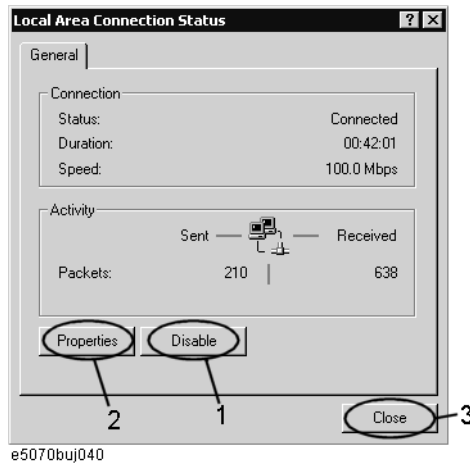 Local Area Connection Status ? ×
General
Connection
Status: Connected
Duration: 00:42:01
Speed: 100.0 Mbps
Activity
Sent Received
Packets: 210 638
Properties Disable
2 1
Close 3
e5070buj040